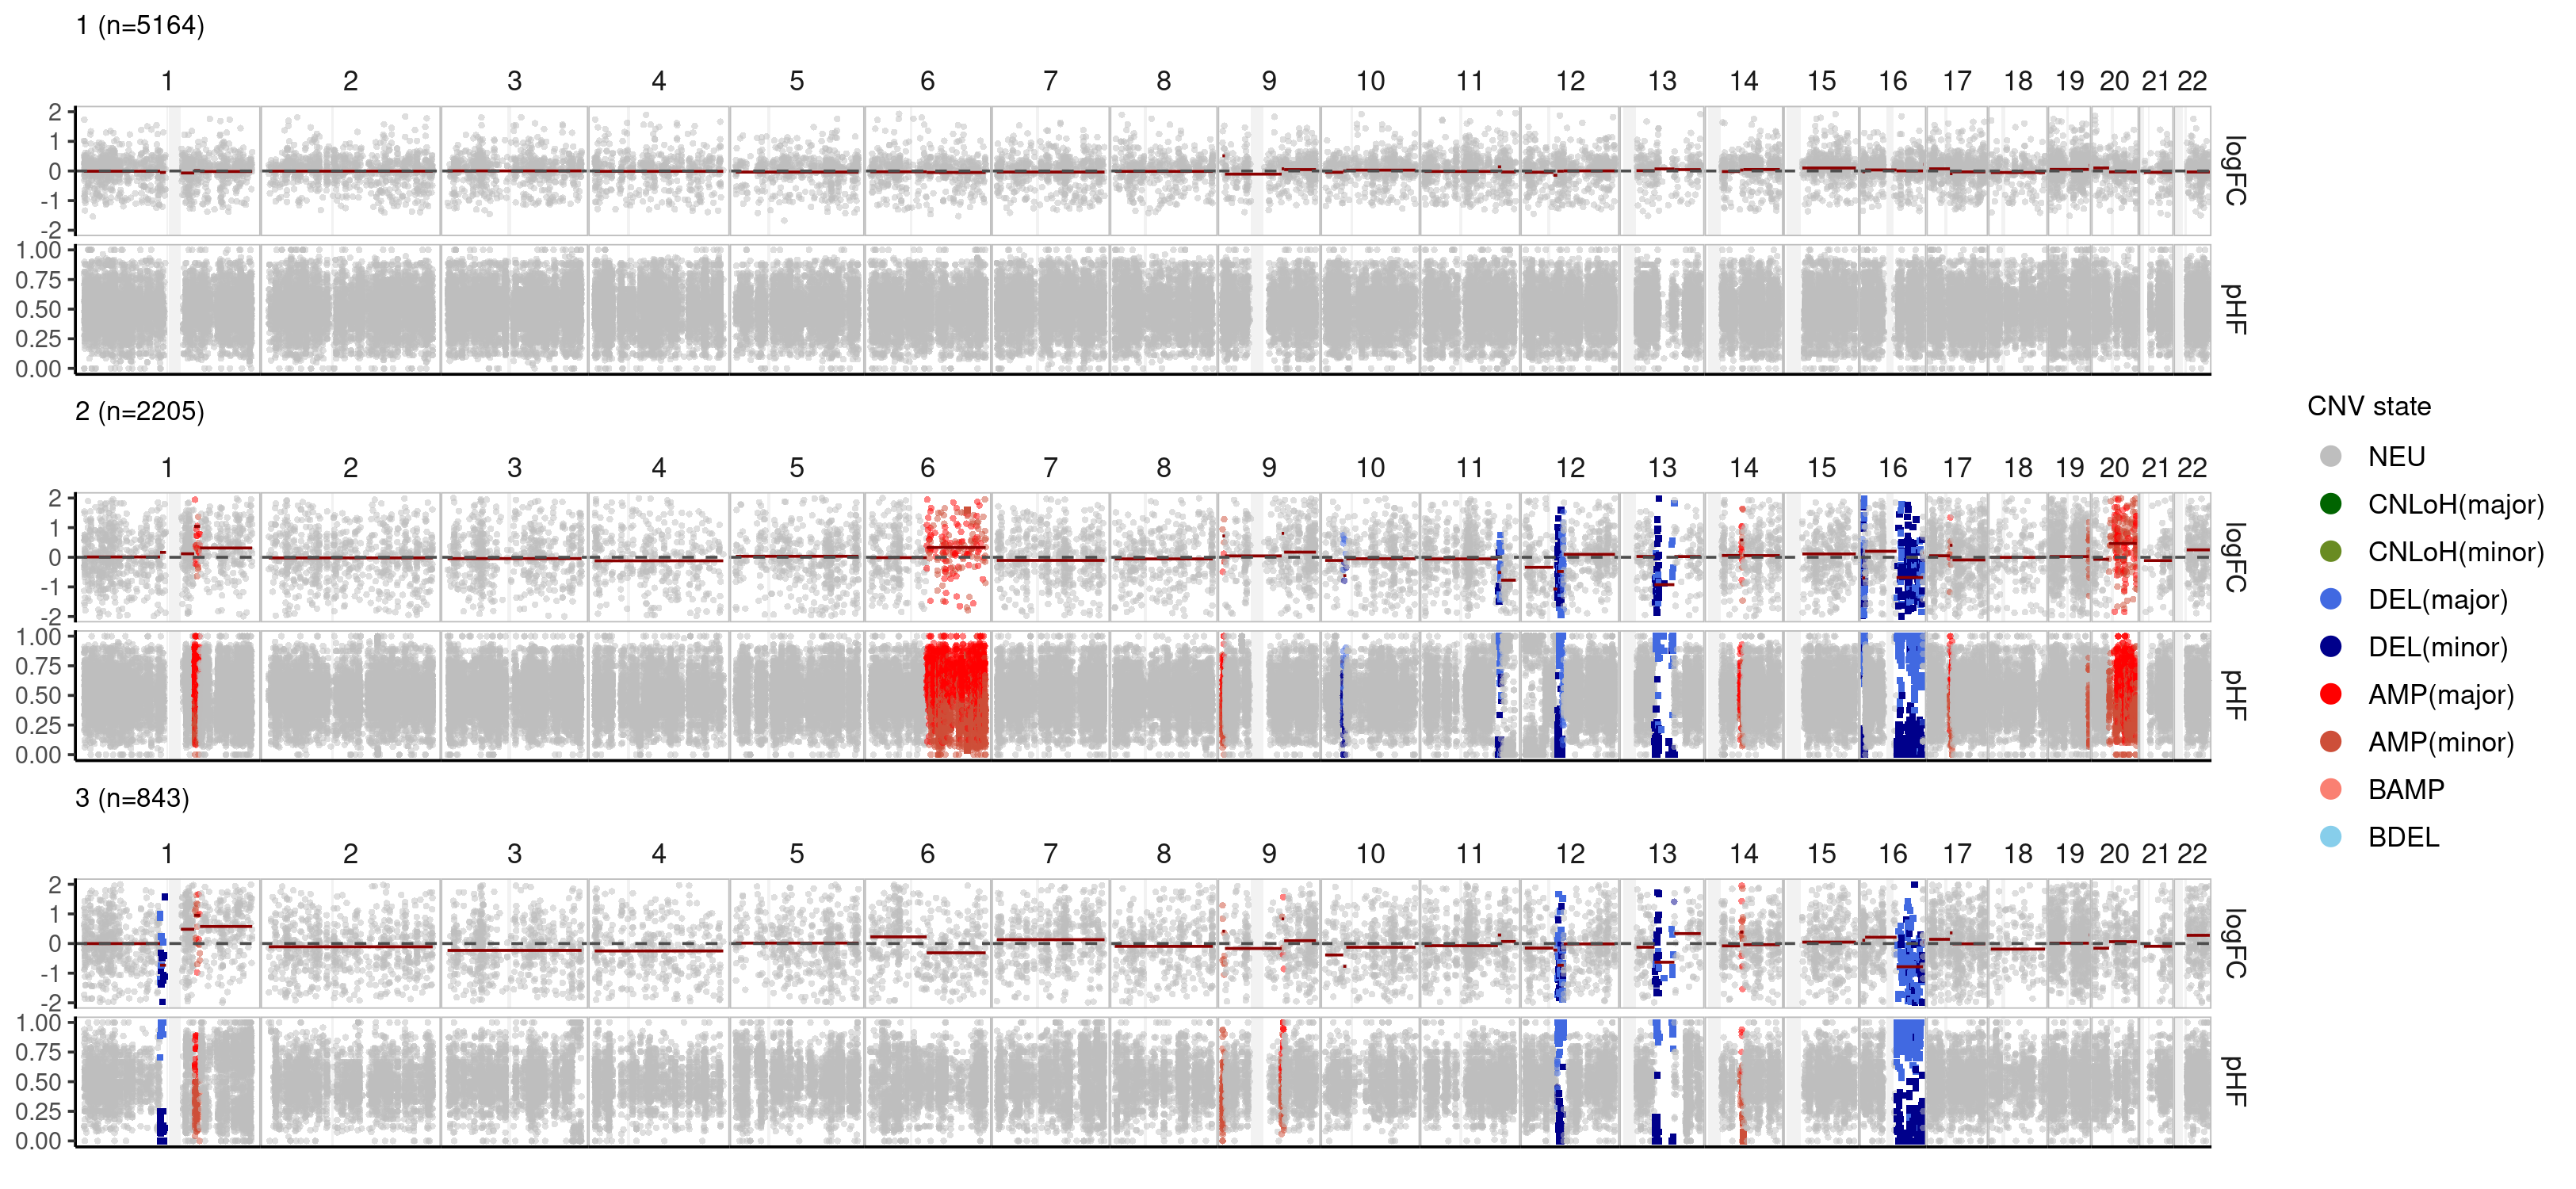 1 (n=5164)
1 2 3 4 5 6 7 8 9 10 11 12 13 14 15 16 17 18 19 20 21 22
2
1
0
-1
-2
logFC
1.00
0.75
0.50
0.25
0.00
pHF
2 (n=2205)
1 2 3 4 5 6 7 8 9 10 11 12 13 14 15 16 17 18 19 20 21 22
2
1
0
-1
-2
logFC
1.00
0.75
0.50
0.25
0.00
pHF
3 (n=843)
1 2 3 4 5 6 7 8 9 10 11 12 13 14 15 16 17 18 19 20 21 22
2
1
0
-1
-2
logFC
1.00
0.75
0.50
0.25
0.00
pHF
CNV state
NEU
CNLoH(major)
CNLoH(minor)
DEL(major)
DEL(minor)
AMP(major)
AMP(minor)
BAMP
BDEL